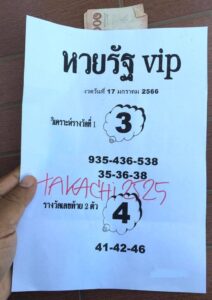 หวยรัฐ vip
งวดวันที่ 17 มกราคม 2566
วิเคราะห์รางวัลที่ 1
3
935-436-538
35-36-38
TAKACHI 2525
รางวัลเลขท้าย 2 ตัว
4
41-42-46